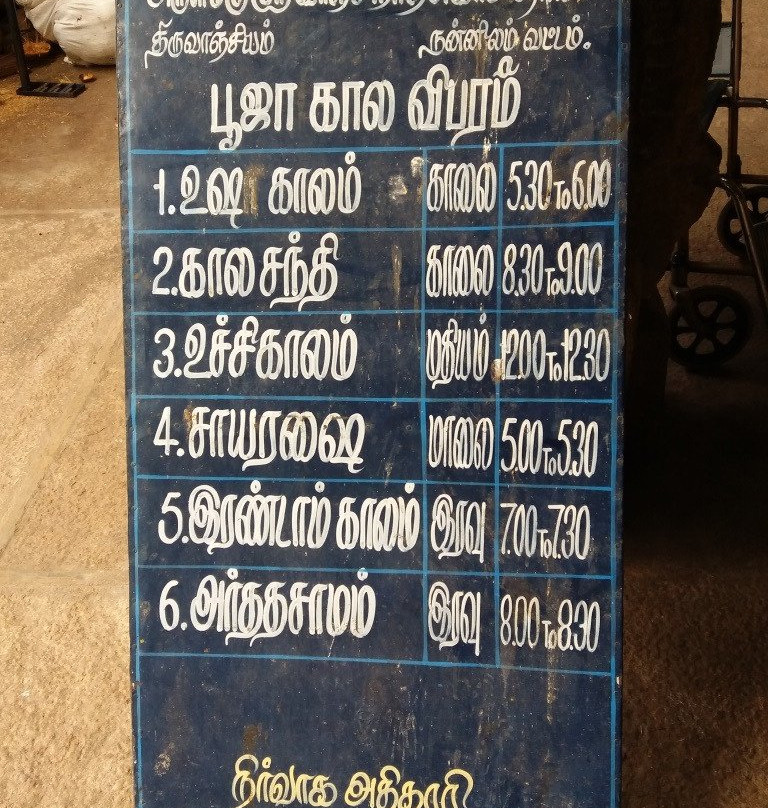 திருவாஞ்சியம் நன்னிலம் வட்டம்.
பூஜா கால விபரம்
1. உஷ காலம் காலை 5.30 To 6.00
2. கால சந்தி காலை 8.30 To 9.00
3. உச்சிகாலம் மதியம் 12.00 To 12.30
4. சாயரஷை மாலை 5.00 To 5.30
5. இரண்டாம் காலம் இரவு 7.00 To 7.30
6. அர்த்தசாமம் இரவு 8.00 To 8.30
நிர்வாக அதிகாரி